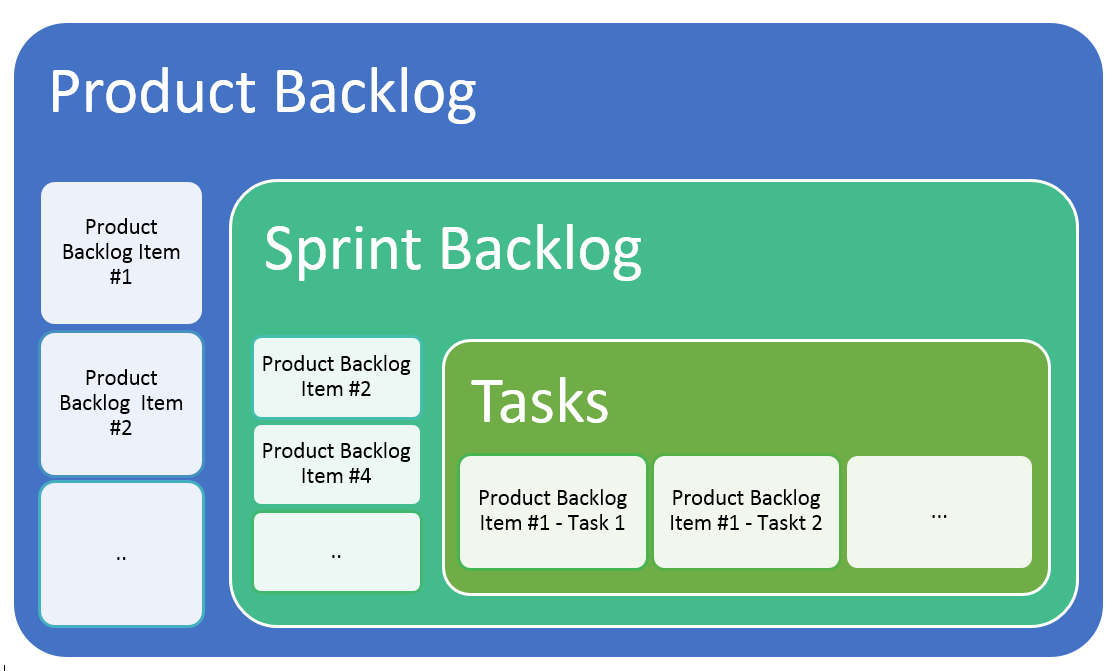 Product Backlog
Product
Backlog Item
#1
Product
Backlog  Item
#2
..
Sprint Backlog
Product Backlog
Item #2
Product Backlog
Item #4
..
Tasks
Product Backlog
Item #1 - Task 1
Product Backlog
Item #1 - Taskt 2
...